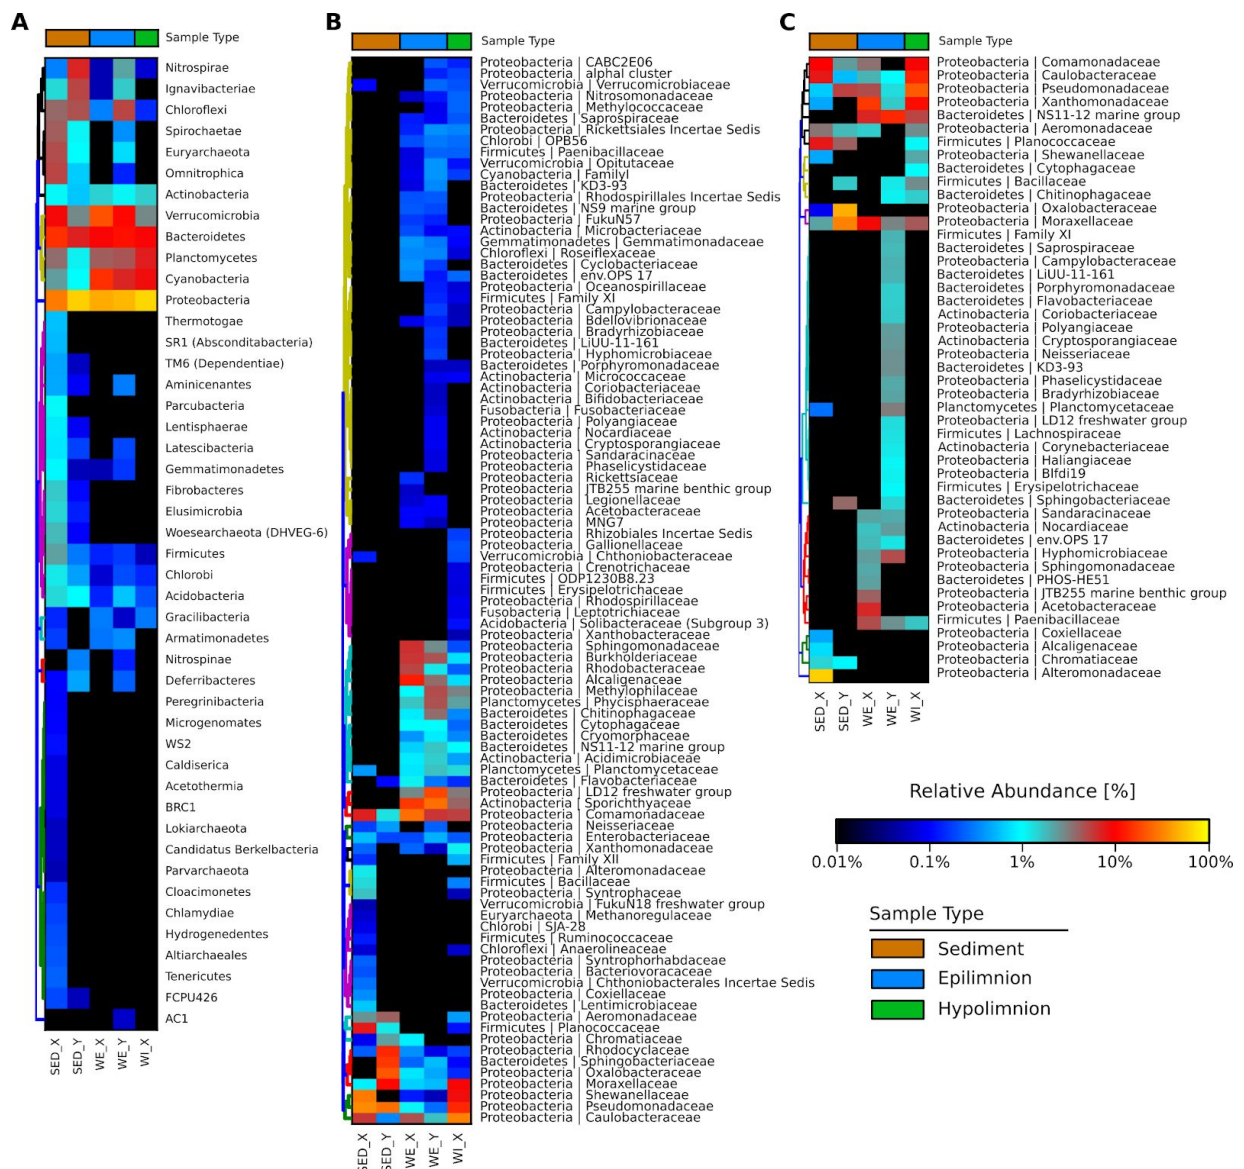 A
Sample Type
Nitrospirae
Ignavibacteriae
Chloroflexi
Spirochaetae
Euryarchaeota
Omnitrophica
Actinobacteria
Verrucomicrobia
Bacteroidetes
Planctomycetes
Cyanobacteria
Proteobacteria
Thermotogae
SR1 (Absconditabacteria)
TM6 (Dependentiae)
Aminicenantes
Parcubacteria
Lentisphaerae
Latescibacteria
Gemmatimonadetes
Fibrobacteres
Elusimicrobia
Woesearchaeota (DHVEG-6)
Firmicutes
Chlorobi
Acidobacteria
Gracilibacteria
Armatimonadetes
Nitrospinae
Deferribacteres
Peregrinibacteria
Microgenomates
WS2
Caldiserica
Acetothermia
BRC1
Lokiarchaeota
Candidatus Berkelbacteria
Parvarchaeota
Cloacimonetes
Chlamydiae
Hydrogenedentes
Altiarchaeales
Tenericutes
FCPU426
AC1
SED_X
SED_Y
WE_X
WE_Y
WI_X
B
Sample Type
Proteobacteria | CABC2E06
Proteobacteria | alphaI cluster
Verrucomicrobia | Verrucomicrobiaceae
Proteobacteria | Nitrosomonadaceae
Proteobacteria | Methylococcaceae
Bacteroidetes | Saprospiraceae
Proteobacteria | Rickettsiales Incertae Sedis
Chlorobi | OPB56
Firmicutes | Paenibacillaceae
Verrucomicrobia | Opitutaceae
Cyanobacteria | FamilyI
Bacteroidetes | KD3-93
Proteobacteria | Rhodospirillales Incertae Sedis
Bacteroidetes | NS9 marine group
Proteobacteria | FukuN57
Actinobacteria | Microbacteriaceae
Gemmatimonadetes | Gemmatimonadaceae
Chloroflexi | Roseiflexaceae
Bacteroidetes | Cyclobacteriaceae
Bacteroidetes | env.OPS 17
Proteobacteria | Oceanospirillaceae
Firmicutes | Family XI
Proteobacteria | Campylobacteraceae
Proteobacteria | Bdellovibrionaceae
Proteobacteria | Bradyrhizobiaceae
Bacteroidetes | LiUU-11-161
Proteobacteria | Hyphomicrobiaceae
Bacteroidetes | Porphyromonadaceae
Actinobacteria | Micrococcaceae
Actinobacteria | Coriobacteriaceae
Actinobacteria | Bifidobacteriaceae
Fusobacteria | Fusobacteriaceae
Proteobacteria | Polyangiaceae
Actinobacteria | Nocardiaceae
Actinobacteria | Cryptosporangiaceae
Proteobacteria | Sandaracinaceae
Proteobacteria | Phaselicystidaceae
Proteobacteria | Rickettsiaceae
Proteobacteria | JTB255 marine benthic group
Proteobacteria | Legionellaceae
Proteobacteria | Acetobacteraceae
Proteobacteria | MNG7
Proteobacteria | Rhizobiales Incertae Sedis
Proteobacteria | Gallionellaceae
Verrucomicrobia | Chthoniobacteraceae
Proteobacteria | Crenotrichaceae
Firmicutes | ODP1230B8.23
Firmicutes | Erysipelotrichaceae
Proteobacteria | Rhodospirillaceae
Fusobacteria | Leptotrichiaceae
Acidobacteria | Solibacteraceae (Subgroup 3)
Proteobacteria | Xanthobacteraceae
Proteobacteria | Sphingomonadaceae
Proteobacteria | Burkholderiaceae
Proteobacteria | Rhodobacteraceae
Proteobacteria | Alcaligenaceae
Proteobacteria | Methylophilaceae
Planctomycetes | Phycisphaeraceae
Bacteroidetes | Chitinophagaceae
Bacteroidetes | Cytophagaceae
Bacteroidetes | Cryomorphaceae
Bacteroidetes | NS11-12 marine group
Actinobacteria | Acidimicrobiaceae
Planctomycetes | Planctomycetaceae
Bacteroidetes | Flavobacteriaceae
Proteobacteria | LD12 freshwater group
Actinobacteria | Sporichthyaceae
Proteobacteria | Comamonadaceae
Proteobacteria | Neisseriaceae
Proteobacteria | Enterobacteriaceae
Proteobacteria | Xanthomonadaceae
Firmicutes | Family XII
Proteobacteria | Alteromonadaceae
Firmicutes | Bacillaceae
Proteobacteria | Syntrophaceae
Verrucomicrobia | FukuN18 freshwater group
Euryarchaeota | Methanoregulaceae
Chlorobi | SJA-28
Firmicutes | Ruminococcaceae
Chloroflexi | Anaerolineaceae
Proteobacteria | Syntrophorhabdaceae
Proteobacteria | Bacteriovoracaceae
Verrucomicrobia | Chthoniobacterales Incertae Sedis
Proteobacteria | Coxiellaceae
Bacteroidetes | Lentimicrobiaceae
Proteobacteria | Aeromonadaceae
Firmicutes | Planococcaceae
Proteobacteria | Chromatiaceae
Proteobacteria | Rhodocyclaceae
Bacteroidetes | Sphingobacteriaceae
Proteobacteria | Oxalobacteraceae
Proteobacteria | Moraxellaceae
Proteobacteria | Shewanellaceae
Proteobacteria | Pseudomonadaceae
Proteobacteria | Caulobacteraceae
SED_X
SED_Y
WE_X
WE_Y
WI_X
C
Sample Type
Proteobacteria | Comamonadaceae
Proteobacteria | Caulobacteraceae
Proteobacteria | Pseudomonadaceae
Proteobacteria | Xanthomonadaceae
Bacteroidetes | NS11-12 marine group
Proteobacteria | Aeromonadaceae
Firmicutes | Planococcaceae
Proteobacteria | Shewanellaceae
Bacteroidetes | Cytophagaceae
Firmicutes | Bacillaceae
Bacteroidetes | Chitinophagaceae
Proteobacteria | Oxalobacteraceae
Proteobacteria | Moraxellaceae
Firmicutes | Family XI
Bacteroidetes | Saprospiraceae
Proteobacteria | Campylobacteraceae
Bacteroidetes | LiUU-11-161
Bacteroidetes | Porphyromonadaceae
Bacteroidetes | Flavobacteriaceae
Actinobacteria | Coriobacteriaceae
Proteobacteria | Polyangiaceae
Actinobacteria | Cryptosporangiaceae
Proteobacteria | Neisseriaceae
Bacteroidetes | KD3-93
Proteobacteria | Phaselicystidaceae
Proteobacteria | Bradyrhizobiaceae
Planctomycetes | Planctomycetaceae
Proteobacteria | LD12 freshwater group
Firmicutes | Lachnospiraceae
Actinobacteria | Corynebacteriaceae
Proteobacteria | Haliangiaceae
Proteobacteria | Blfdi19
Firmicutes | Erysipelotrichaceae
Bacteroidetes | Sphingobacteriaceae
Proteobacteria | Sandaracinaceae
Actinobacteria | Nocardiaceae
Bacteroidetes | env.OPS 17
Proteobacteria | Hyphomicrobiaceae
Proteobacteria | Sphingomonadaceae
Bacteroidetes | PHOS-HE51
Proteobacteria | JTB255 marine benthic group
Proteobacteria | Acetobacteraceae
Firmicutes | Paenibacillaceae
Proteobacteria | Coxiellaceae
Proteobacteria | Alcaligenaceae
Proteobacteria | Chromatiaceae
Proteobacteria | Alteromonadaceae
SED_X
SED_Y
WE_X
WE_Y
WI_X
Relative Abundance [%]
0.01% 0.1% 1% 10% 100%
Sample Type
Sediment
Epilimnion
Hypolimnion